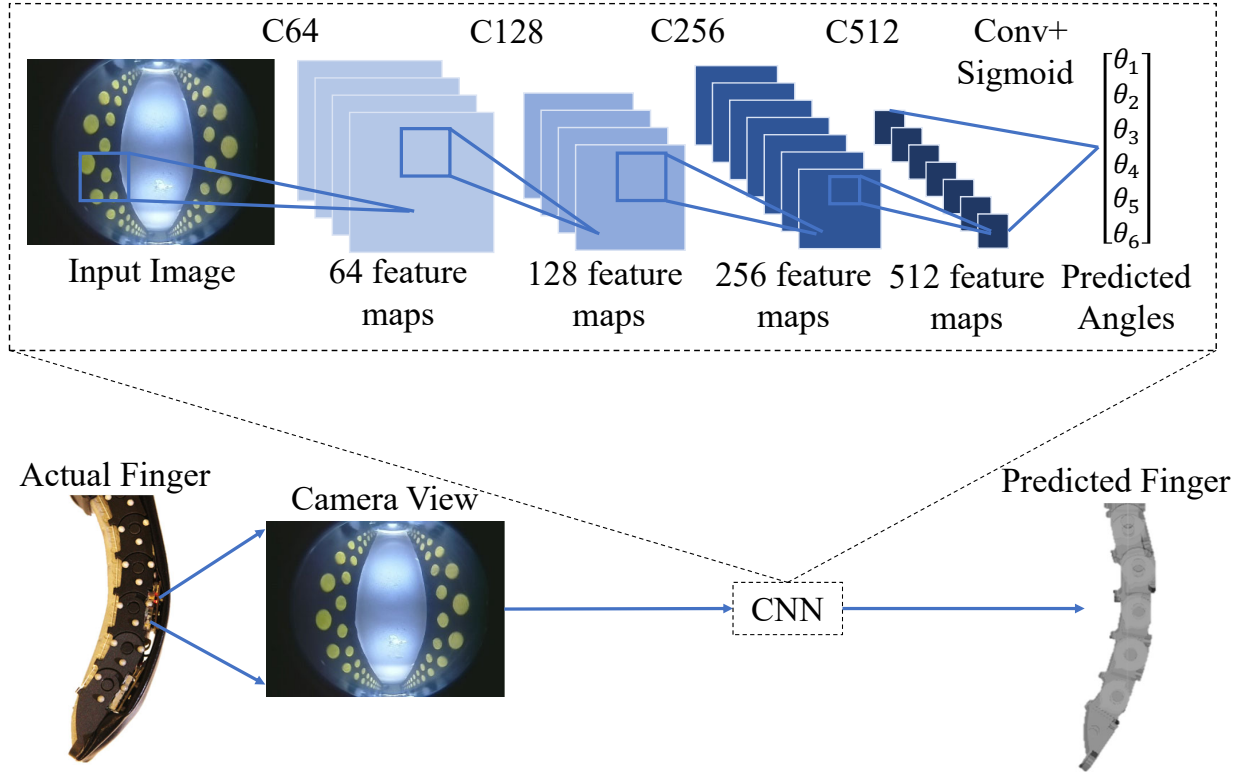 C64 C128 C256 C512 Conv+
Sigmoid
θ₁
θ₂
θ₃
θ₄
θ₅
θ₆
Input Image
64 feature
maps
128 feature
maps
256 feature
maps
512 feature
maps
Predicted
Angles
Actual Finger
Camera View
CNN
Predicted Finger